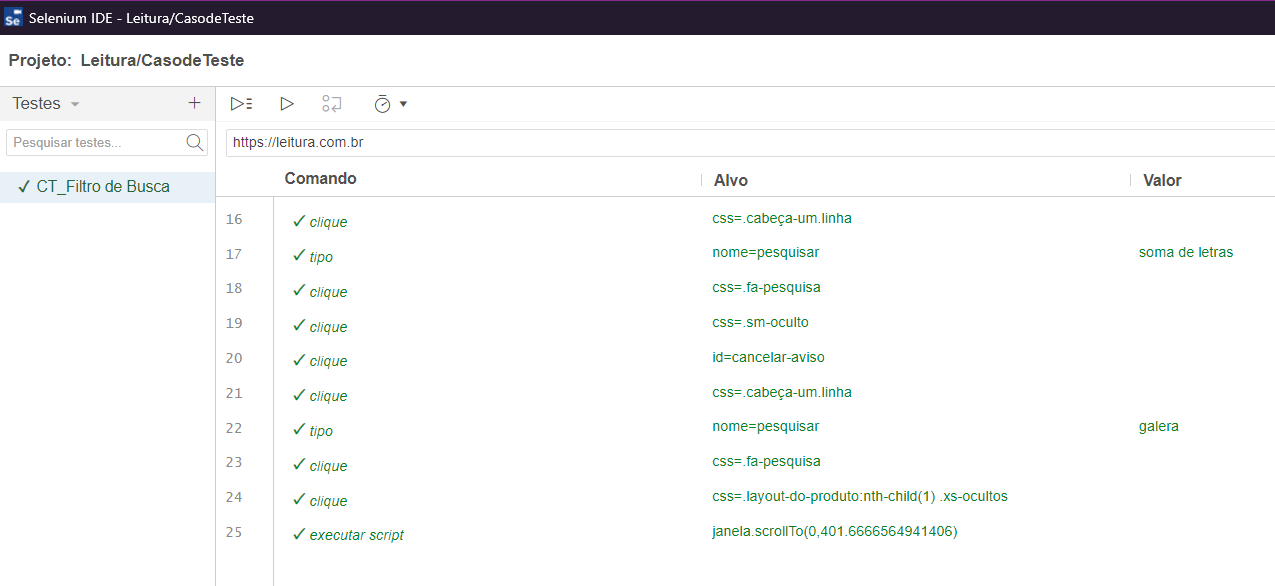 Se Selenium IDE - Leitura/CasodeTeste
Projeto: Leitura/CasodeTeste
Testes +
Pesquisar testes...
https://leitura.com.br
✓ CT_Filtro de Busca
Comando Alvo Valor
16 ✓ clique css=.cabeça-um.linha
17 ✓ tipo nome=pesquisar soma de letras
18 ✓ clique css=.fa-pesquisa
19 ✓ clique css=.sm-oculto
20 ✓ clique id=cancelar-aviso
21 ✓ clique css=.cabeça-um.linha
22 ✓ tipo nome=pesquisar galera
23 ✓ clique css=.fa-pesquisa
24 ✓ clique css=.layout-do-produto:nth-child(1) .xs-ocultos
25 ✓ executar script janela.scrollTo(0,401.6666564941406)